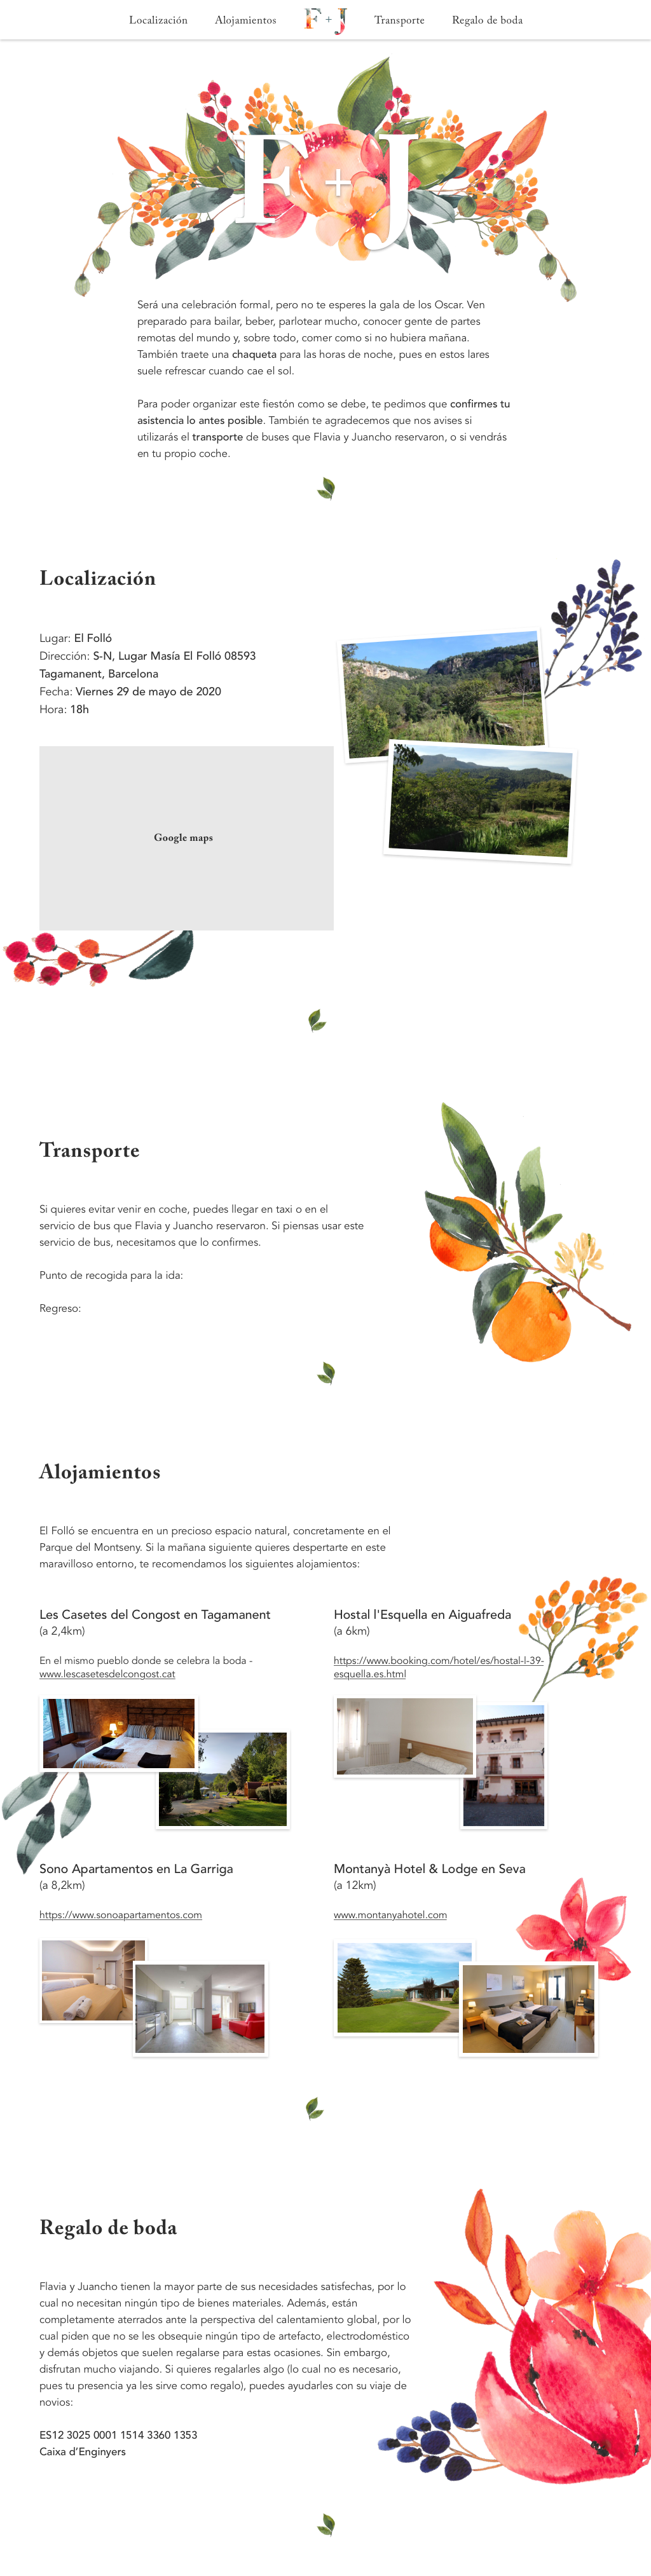 Localización Alojamientos F + J Transporte Regalo de boda
F + J
Será una celebración formal, pero no te esperes la gala de los Oscar. Ven
preparado para bailar, beber, parlotear mucho, conocer gente de partes
remotas del mundo y, sobre todo, comer como si no hubiera mañana.
También traete una chaqueta para las horas de noche, pues en estos lares
suele refrescar cuando cae el sol.
Para poder organizar este fiestón como se debe, te pedimos que confirmes tu
asistencia lo antes posible. También te agradecemos que nos avises si
utilizarás el transporte de buses que Flavia y Juancho reservaron, o si vendrás
en tu propio coche.
Localización
Lugar: El Folló
Dirección: S-N, Lugar Masía El Folló 08593
Tagamanent, Barcelona
Fecha: Viernes 29 de mayo de 2020
Hora: 18h
Google maps
Transporte
Si quieres evitar venir en coche, puedes llegar en taxi o en el
servicio de bus que Flavia y Juancho reservaron. Si piensas usar este
servicio de bus, necesitamos que lo confirmes.
Punto de recogida para la ida:
Regreso:
Alojamientos
El Folló se encuentra en un precioso espacio natural, concretamente en el
Parque del Montseny. Si la mañana siguiente quieres despertarte en este
maravilloso entorno, te recomendamos los siguientes alojamientos:
Les Casetes del Congost en Tagamanent
(a 2,4km)
En el mismo pueblo donde se celebra la boda -
www.lescasetesdelcongost.cat
Hostal l'Esquella en Aiguafreda
(a 6km)
https://www.booking.com/hotel/es/hostal-l-39-
esquella.es.html
Sono Apartamentos en La Garriga
(a 8,2km)
https://www.sonoapartamentos.com
Montanyà Hotel & Lodge en Seva
(a 12km)
www.montanyahotel.com
Regalo de boda
Flavia y Juancho tienen la mayor parte de sus necesidades satisfechas, por lo
cual no necesitan ningún tipo de bienes materiales. Además, están
completamente aterrados ante la perspectiva del calentamiento global, por lo
cual piden que no se les obsequie ningún tipo de artefacto, electrodoméstico
y demás objetos que suelen regalarse para estas ocasiones. Sin embargo,
disfrutan mucho viajando. Si quieres regalarles algo (lo cual no es necesario,
pues tu presencia ya les sirve como regalo), puedes ayudarles con su viaje de
novios:
ES12 3025 0001 1514 3360 1353
Caixa d’Enginyers